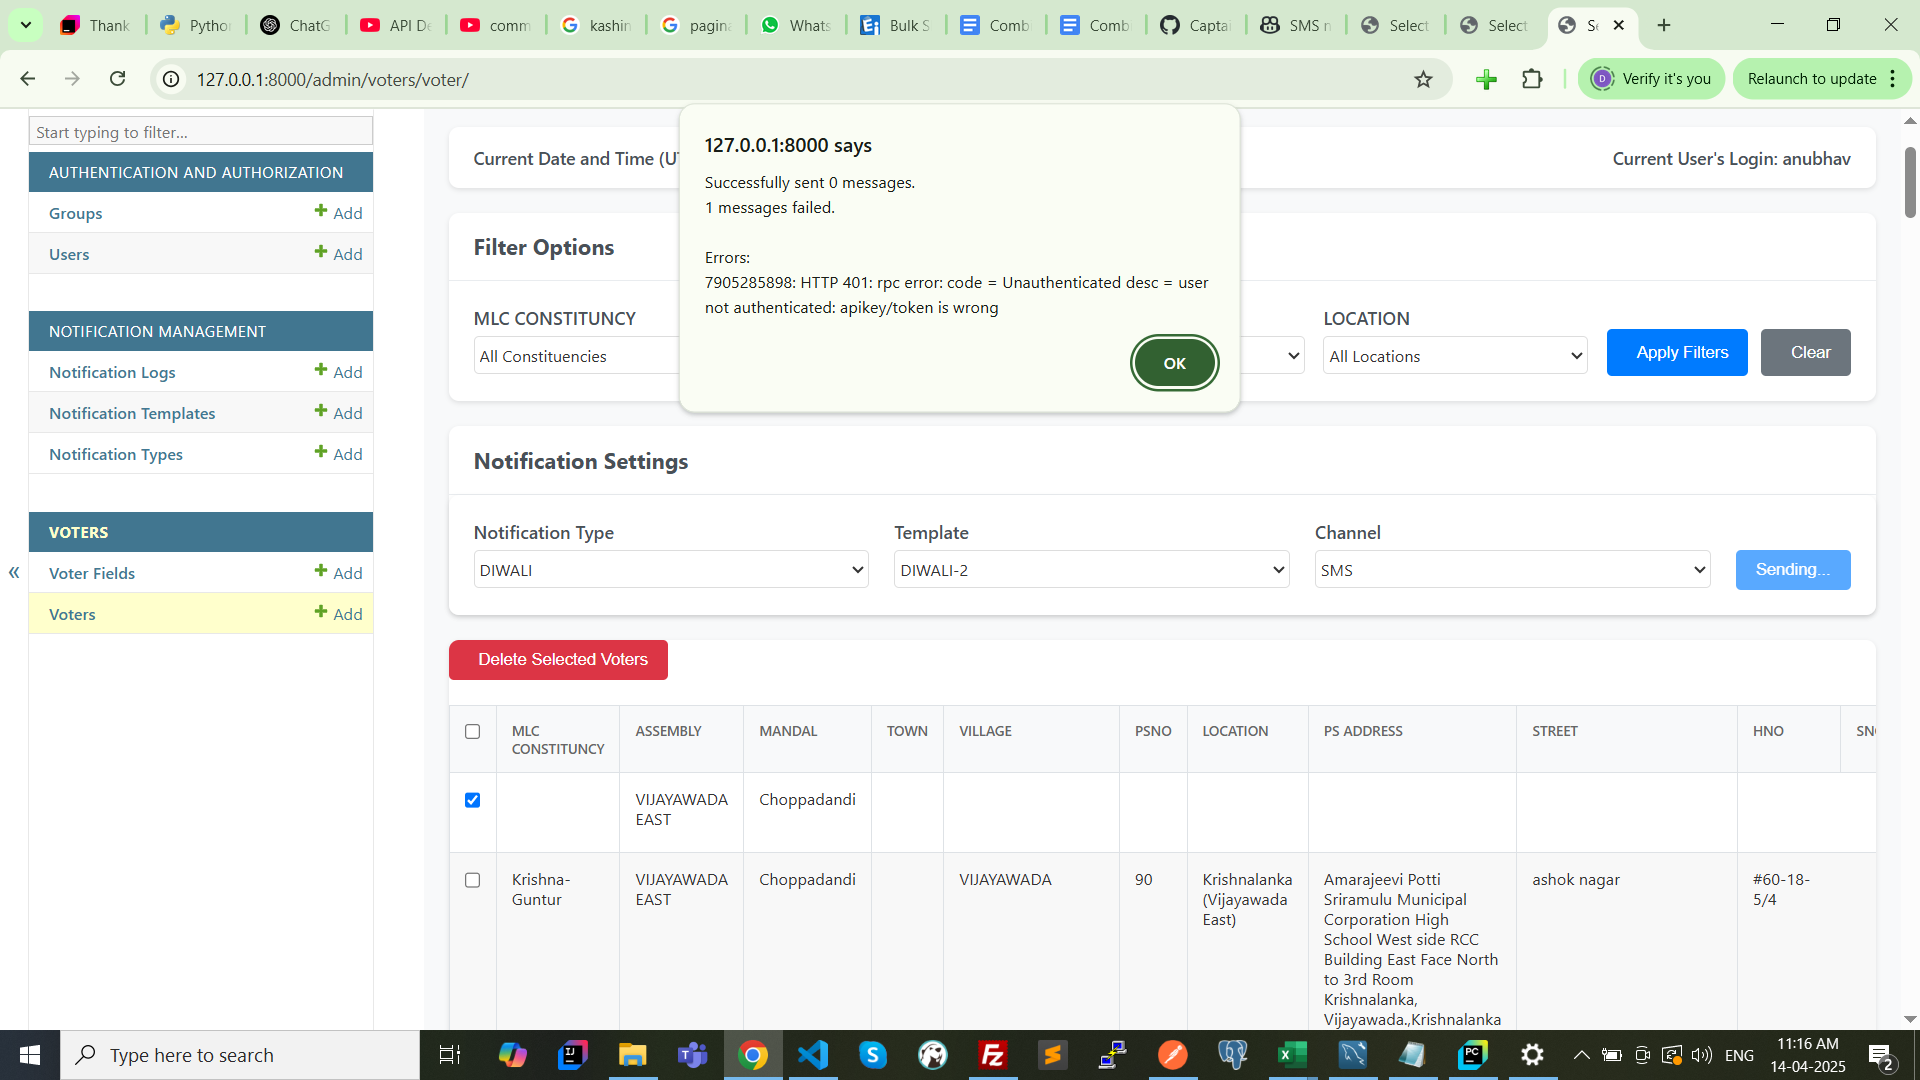 Thank
Python
ChatG
API De
comm
kashin
pagina
Whats
Bulk S
Comb
Comb
Captai
SMS n
Select
Select
Se
127.0.0.1:8000/admin/voters/voter/
Verify it's you
Relaunch to update
Start typing to filter...
AUTHENTICATION AND AUTHORIZATION
Groups Add
Users Add
NOTIFICATION MANAGEMENT
Notification Logs Add
Notification Templates Add
Notification Types Add
VOTERS
Voter Fields Add
Voters Add
«
127.0.0.1:8000 says
Successfully sent 0 messages.
1 messages failed.
Errors:
7905285898: HTTP 401: rpc error: code = Unauthenticated desc = user
not authenticated: apikey/token is wrong
OK
Current Date and Time (UT
Current User's Login: anubhav
Filter Options
MLC CONSTITUNCY
All Constituencies
LOCATION
All Locations
Apply Filters
Clear
Notification Settings
Notification Type
DIWALI
Template
DIWALI-2
Channel
SMS
Sending...
Delete Selected Voters
MLC CONSTITUNCY ASSEMBLY MANDAL TOWN VILLAGE PSNO LOCATION PS ADDRESS STREET HNO SN
VIJAYAWADA
EAST
Choppadandi
Krishna-
Guntur
VIJAYAWADA
EAST
Choppadandi
VIJAYAWADA
90
Krishnalanka
(Vijayawada
East)
Amarajeevi Potti
Sriramulu Municipal
Corporation High
School West side RCC
Building East Face North
to 3rd Room
Krishnalanka,
Vijayawada.,Krishnalanka
ashok nagar
#60-18-
5/4
Type here to search
ENG
11:16 AM
14-04-2025
2